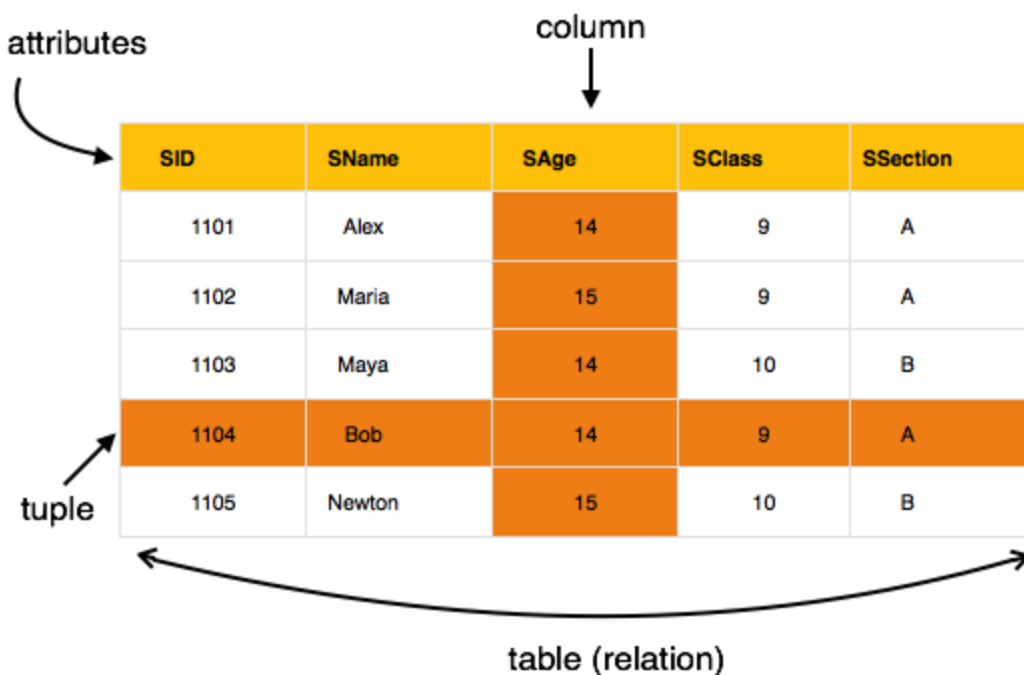 attributes
column
SID SName SAge SClass SSection
1101 Alex 14 9 A
1102 Maria 15 9 A
1103 Maya 14 10 B
1104 Bob 14 9 A
tuple
1105 Newton 15 10 B
table (relation)